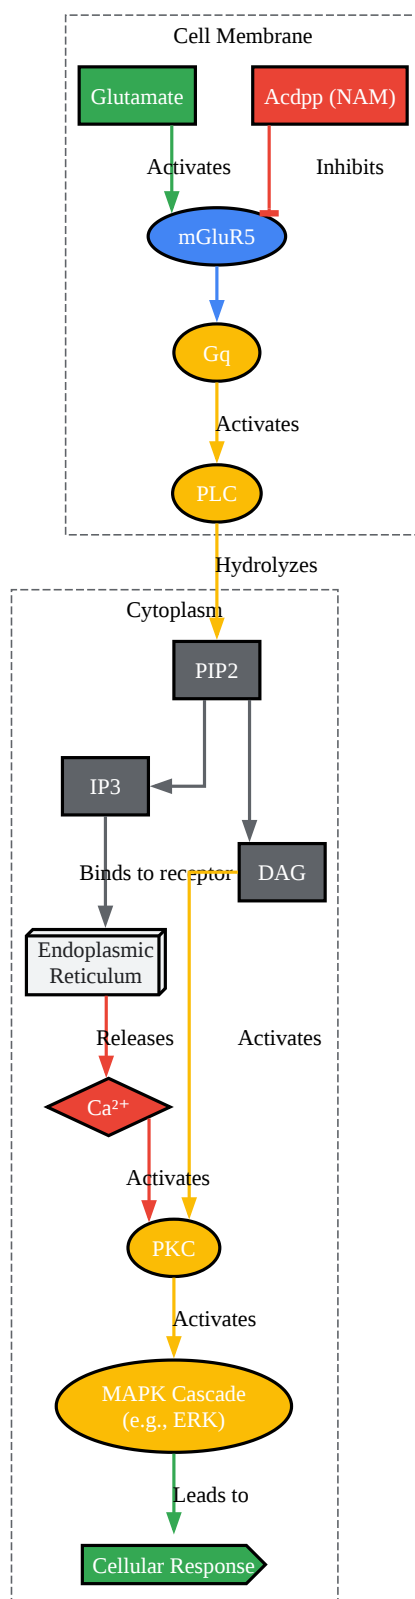 Cell Membrane
Glutamate
Acdpp (NAM)
Activates
Inhibits
mGluR5
Gq
Activates
PLC
Hydrolyzes
Cytoplasm
PIP2
IP3
Binds to receptor
DAG
Endoplasmic
Reticulum
Releases
Activates
Ca²⁺
Activates
PKC
Activates
MAPK Cascade
(e.g., ERK)
Leads to
Cellular Response